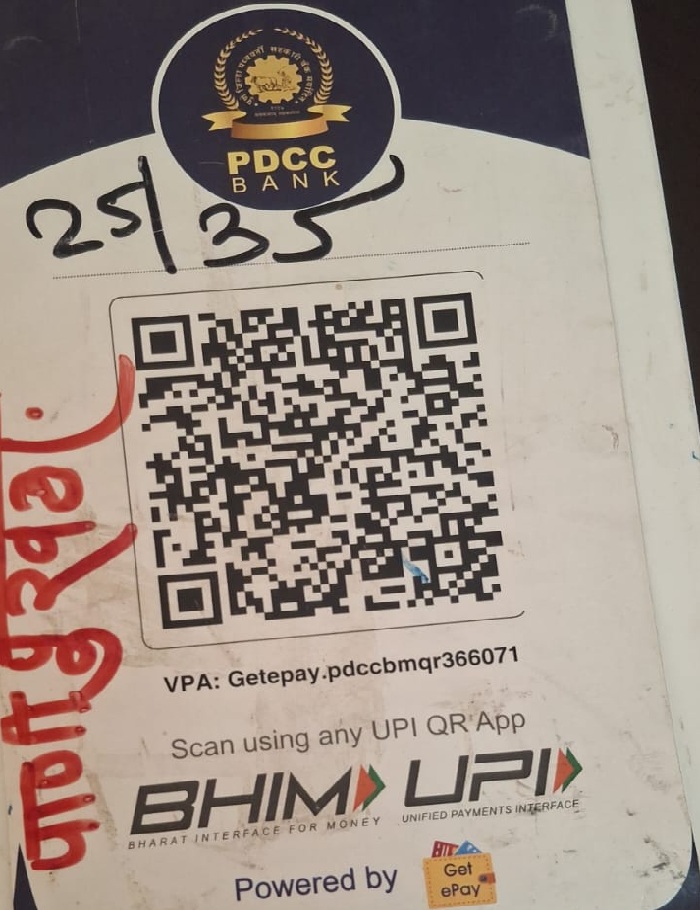 PDCC
BANK
25/35
VPA: Getepay.pdccbmqr366071
Scan using any UPI QR App
BHIM UPI
BHARAT INTERFACE FOR MONEY UNIFIED PAYMENTS INTERFACE
Powered by Get
ePay